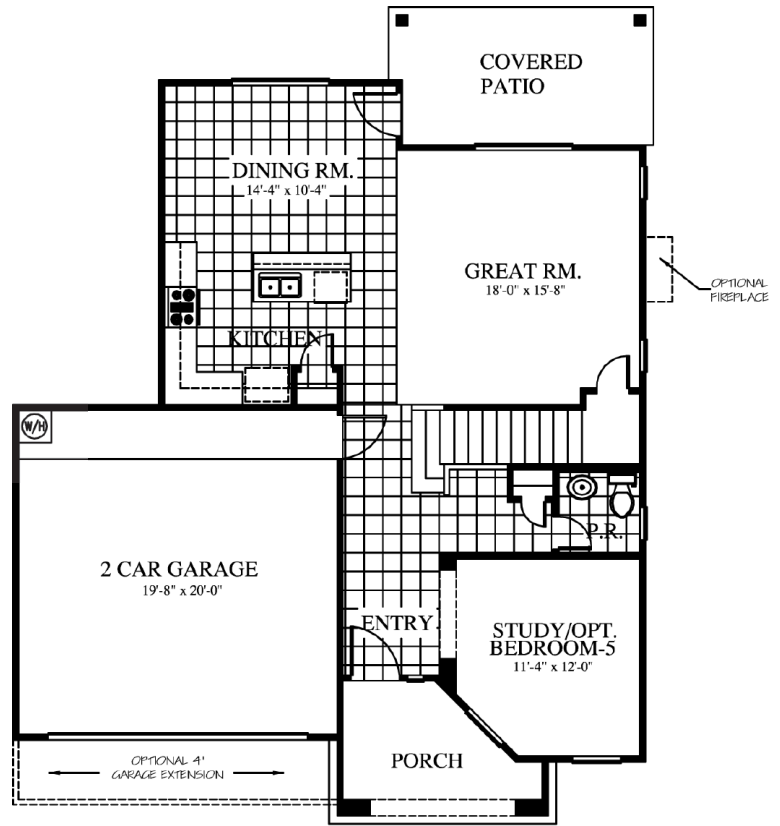 COVERED
PATIO
DINING RM.
14'-4" x 10'-4"
GREAT RM.
18'-0" x 15'-8"
OPTIONAL
FIREPLACE
KITCHEN
W/H
P.R.
2 CAR GARAGE
19'-8" x 20'-0"
ENTRY
STUDY/OPT.
BEDROOM-5
11'-4" x 12'-0"
PORCH
OPTIONAL 4'
GARAGE EXTENSION